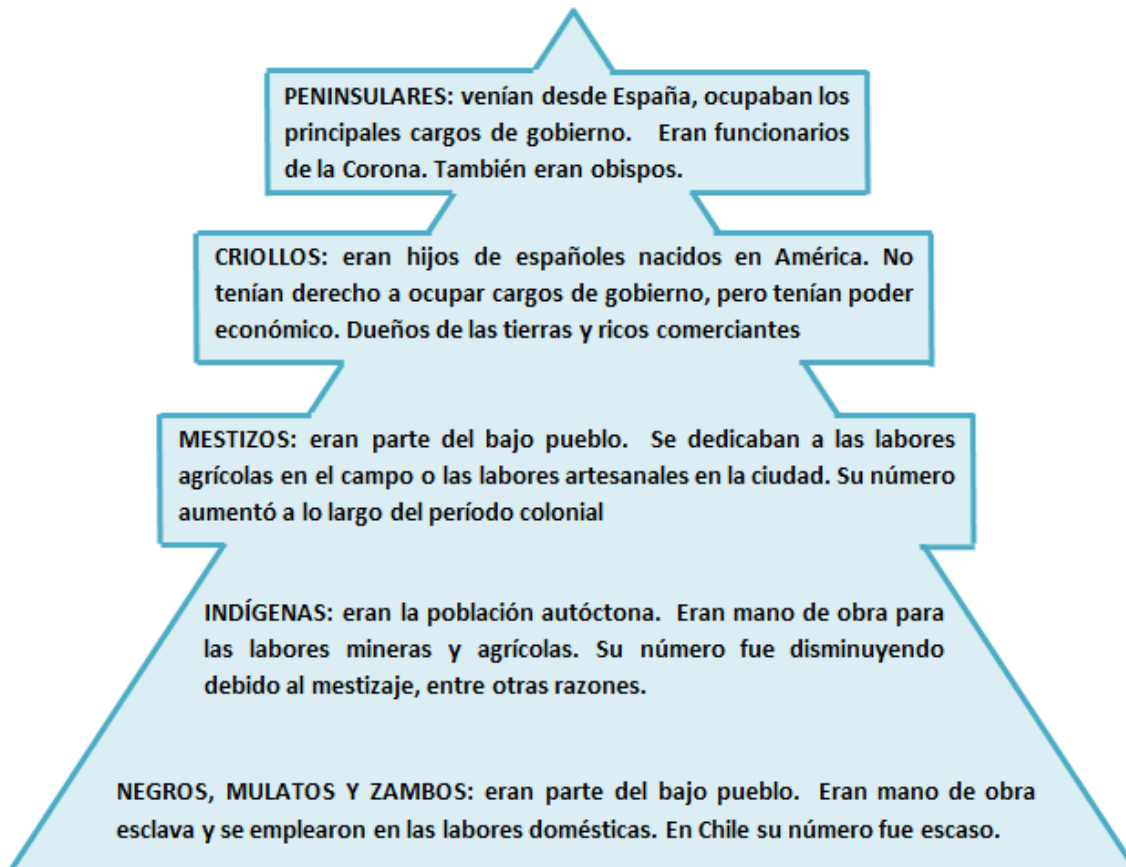 PENINSULARES: venían desde España, ocupaban los
principales cargos de gobierno. Eran funcionarios
de la Corona. También eran obispos.
CRIOLLOS: eran hijos de españoles nacidos en América. No
tenían derecho a ocupar cargos de gobierno, pero tenían poder
económico. Dueños de las tierras y ricos comerciantes
MESTIZOS: eran parte del bajo pueblo. Se dedicaban a las labores
agrícolas en el campo o las labores artesanales en la ciudad. Su número
aumentó a lo largo del período colonial
INDÍGENAS: eran la población autóctona. Eran mano de obra para
las labores mineras y agrícolas. Su número fue disminuyendo
debido al mestizaje, entre otras razones.
NEGROS, MULATOS Y ZAMBOS: eran parte del bajo pueblo. Eran mano de obra
esclava y se emplearon en las labores domésticas. En Chile su número fue escaso.